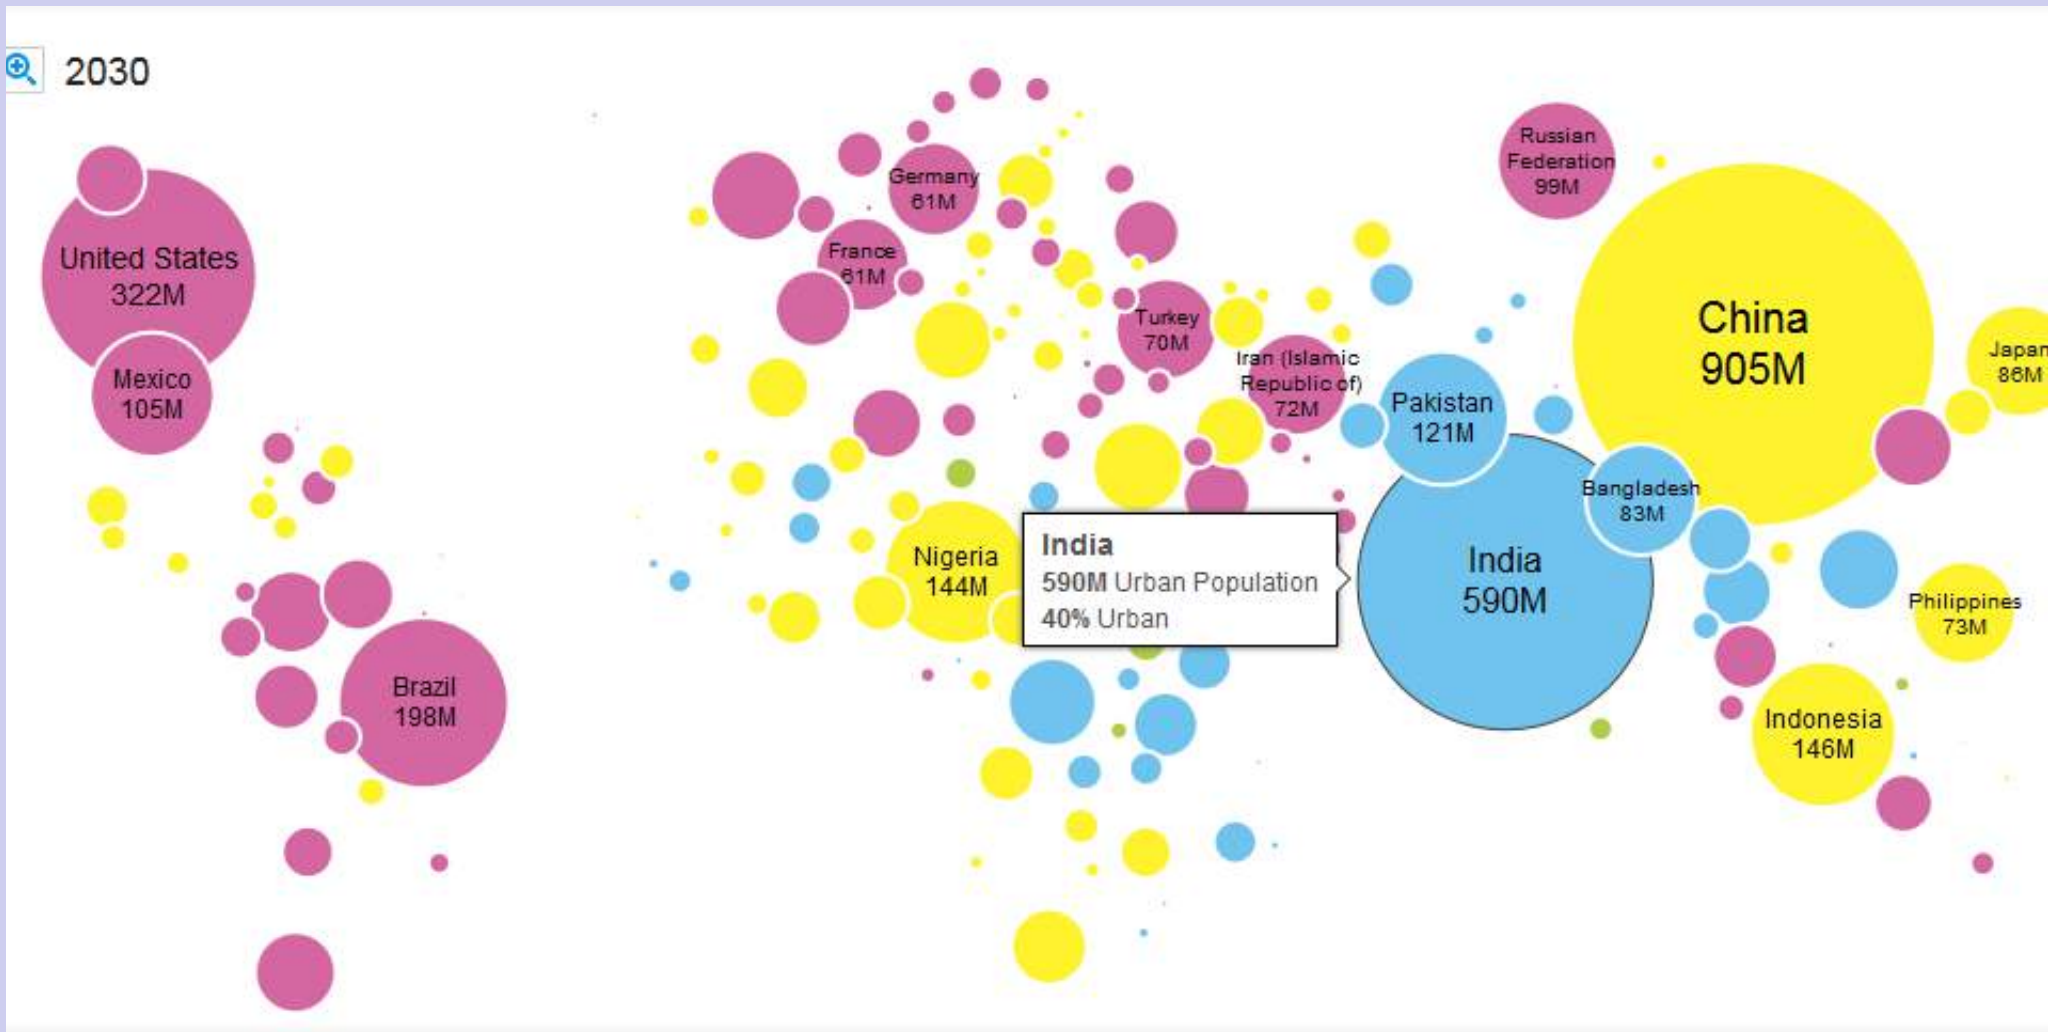 2030
United States
322M
Mexico
105M
Brazil
198M
Germany
61M
France
61M
Turkey
70M
Iran (Islamic
Republic of)
72M
Nigeria
144M
India
590M Urban Population
40% Urban
Russian
Federation
99M
China
905M
Japan
86M
Pakistan
121M
Bangladesh
83M
India
590M
Philippines
73M
Indonesia
146M